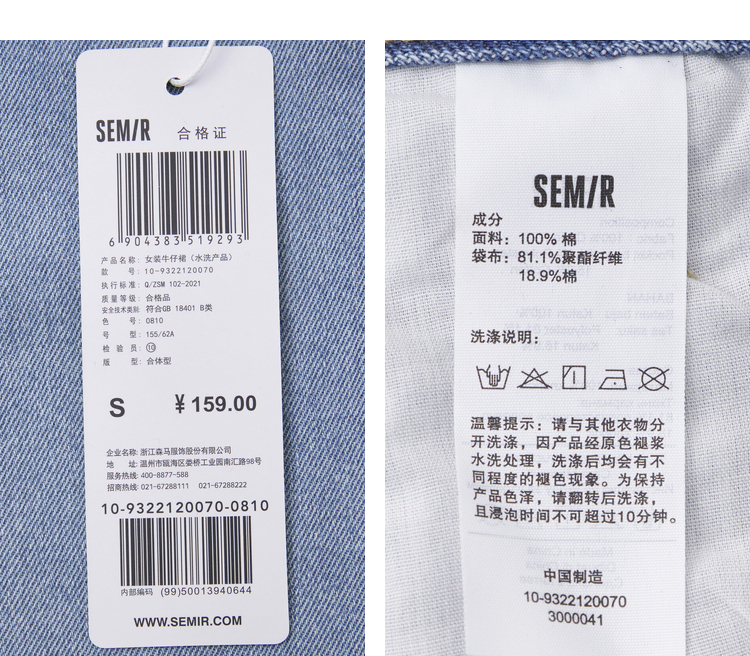 SEM/R 合格证
6 904383 519293
产品名称: 女装牛仔裙（水洗产品）
款 号: 10-9322120070
执行标准: Q/ZSM 102-2021
质量等级: 合格品
安全技术类别: 符合GB 18401 B类
色 号: 0810
号 型: 155/62A
检 验 员: ⑩
版 型: 合体型
S ¥159.00
企业名称: 浙江森马服饰股份有限公司
地 址: 温州市瓯海区娄桥工业园南汇路98号
服务热线: 400-8877-588
招商热线: 021-67288111 021-67288222
10-9322120070-0810
内部编码 (99)50013940644
WWW.SEMIR.COM
SEM/R
成分
面料: 100% 棉
袋布: 81.1%聚酯纤维
18.9%棉
洗涤说明:
温馨提示: 请与其他衣物分
开洗涤, 因产品经原色褪浆
水洗处理, 洗涤后均会有不
同程度的褪色现象。为保持
产品色泽, 请翻转后洗涤,
且浸泡时间不可超过10分钟。
中国制造
10-9322120070
3000041